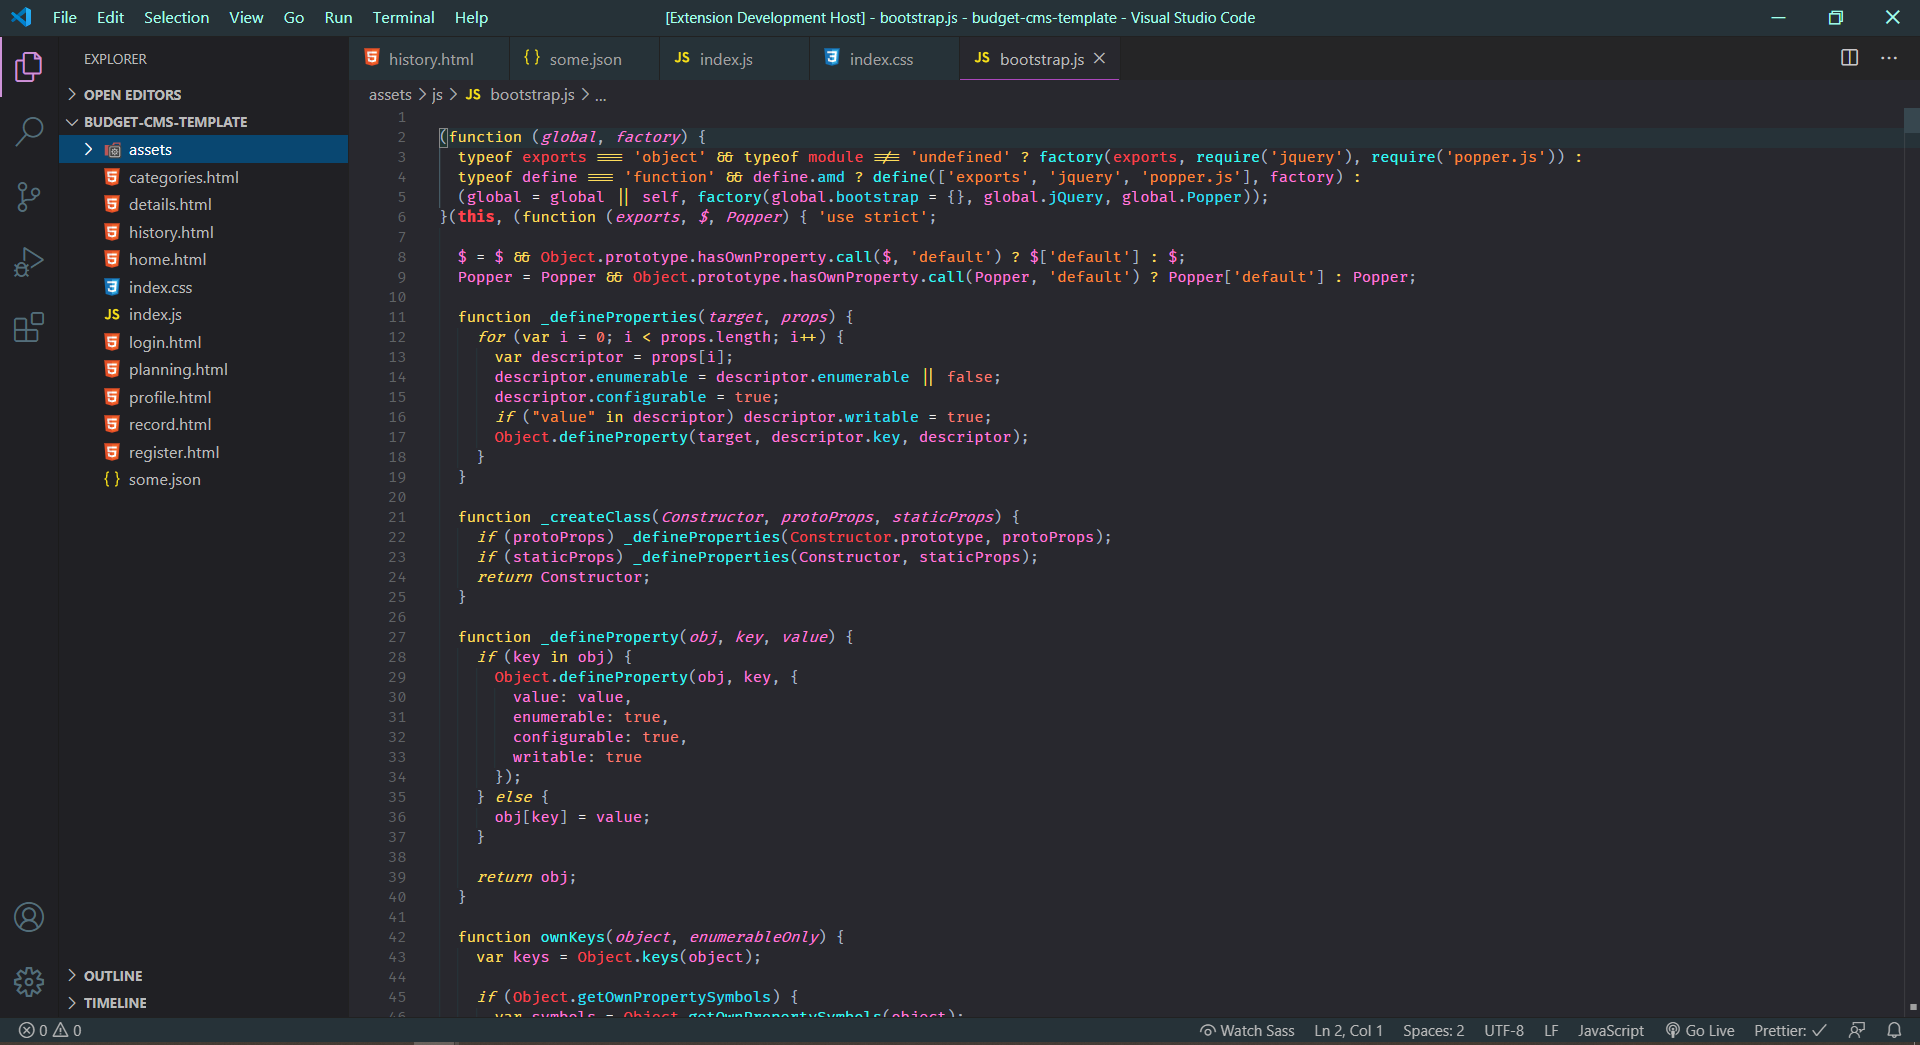 File Edit Selection View Go Run Terminal Help
[Extension Development Host] - bootstrap.js - budget-cms-template - Visual Studio Code
EXPLORER
OPEN EDITORS
BUDGET-CMS-TEMPLATE
assets
categories.html
details.html
history.html
home.html
index.css
index.js
login.html
planning.html
profile.html
record.html
register.html
some.json
OUTLINE
TIMELINE
history.html some.json index.js index.css bootstrap.js
assets > js > bootstrap.js > ...
1
2 (function (global, factory) {
3 typeof exports === 'object' && typeof module !== 'undefined' ? factory(exports, require('jquery'), require('popper.js')) :
4 typeof define === 'function' && define.amd ? define(['exports', 'jquery', 'popper.js'], factory) :
5 (global = global || self, factory(global.bootstrap = {}, global.jQuery, global.Popper));
6 }(this, (function (exports, $, Popper) { 'use strict';
7
8 $ = $ && Object.prototype.hasOwnProperty.call($, 'default') ? $['default'] : $;
9 Popper = Popper && Object.prototype.hasOwnProperty.call(Popper, 'default') ? Popper['default'] : Popper;
10
11 function _defineProperties(target, props) {
12 for (var i = 0; i < props.length; i++) {
13 var descriptor = props[i];
14 descriptor.enumerable = descriptor.enumerable || false;
15 descriptor.configurable = true;
16 if ("value" in descriptor) descriptor.writable = true;
17 Object.defineProperty(target, descriptor.key, descriptor);
18 }
19 }
20
21 function _createClass(Constructor, protoProps, staticProps) {
22 if (protoProps) _defineProperties(Constructor.prototype, protoProps);
23 if (staticProps) _defineProperties(Constructor, staticProps);
24 return Constructor;
25 }
26
27 function _defineProperty(obj, key, value) {
28 if (key in obj) {
29 Object.defineProperty(obj, key, {
30 value: value,
31 enumerable: true,
32 configurable: true,
33 writable: true
34 });
35 } else {
36 obj[key] = value;
37 }
38
39 return obj;
40 }
41
42 function ownKeys(object, enumerableOnly) {
43 var keys = Object.keys(object);
44
45 if (Object.getOwnPropertySymbols) {
46 var symbols = Object.getOwnPropertySymbols(object);
0 0 Watch Sass Ln 2, Col 1 Spaces: 2 UTF-8 LF JavaScript Go Live Prettier: ✓